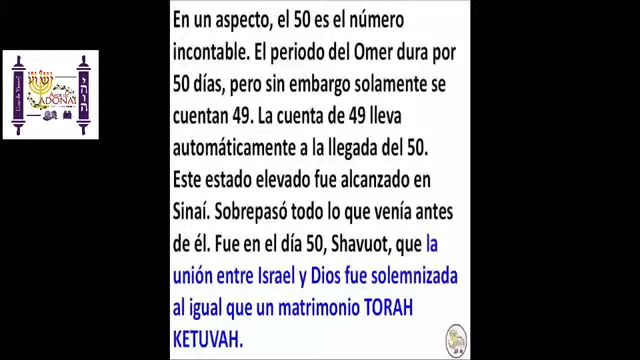 En un aspecto, el 50 es el número
incontable. El periodo del Omer dura por
50 días, pero sin embargo solamente se
cuentan 49. La cuenta de 49 lleva
automáticamente a la llegada del 50.
Este estado elevado fue alcanzado en
Sinaí. Sobrepasó todo lo que venía antes
de él. Fue en el día 50, Shavuot, que la
unión entre Israel y Dios fue solemnizada
al igual que un matrimonio TORAH
KETUVAH.
ADONAI